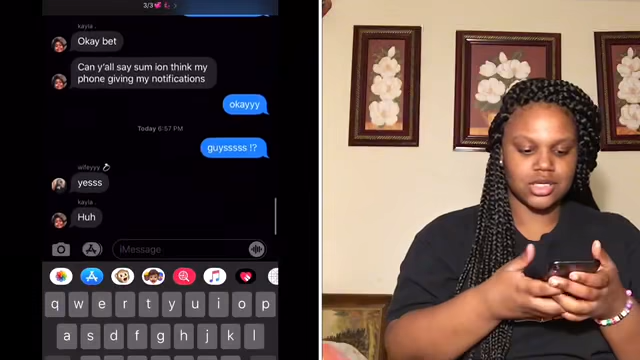 3/3
kayla .
Okay bet
Can y'all say sum ion think my
phone giving my notifications
okayyy
Today 6:57 PM
guysssss !?
wifeyyy
yesss
kayla .
Huh
iMessage
q w e r t y u i o p
a s d f g h j k l